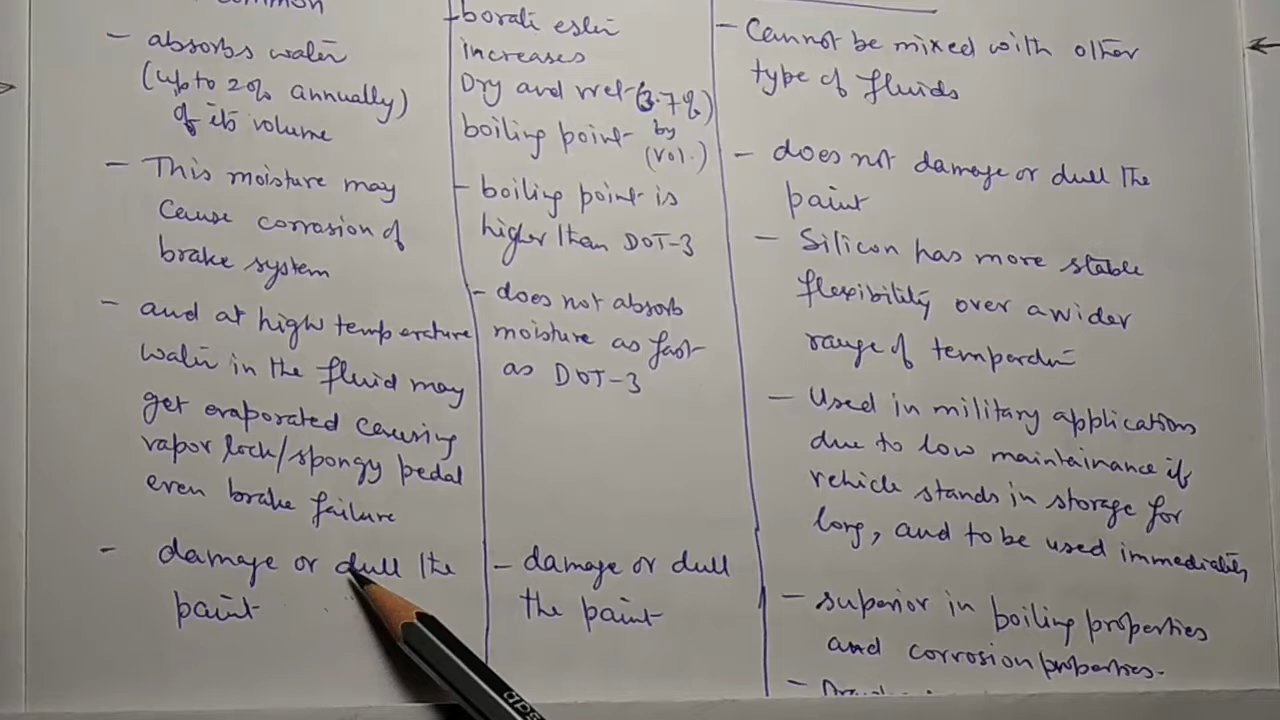 common
- absorbs water
(up to 20% annually)
of its volume
- This moisture may
cause corrosion of
brake system
- and at high temperature
water in the fluid may
get evaporated causing
vapor lock/spongy pedal
even brake failure
- damage or dull the
paint
+borate ester
increases
Dry and wet (3.7%)
boiling point by
(vol.)
- boiling point is
higher than DOT-3
- does not absorb
moisture as fast
as DOT-3
- damage or dull
the paint
- Cannot be mixed with other
type of fluids
- does not damage or dull the
paint
- Silicon has more stable
flexibility over a wider
range of temperature
- Used in military applications
due to low maintainance if
vehicle stands in storage for
long, and to be used immediately
- superior in boiling properties
and corrosion properties.